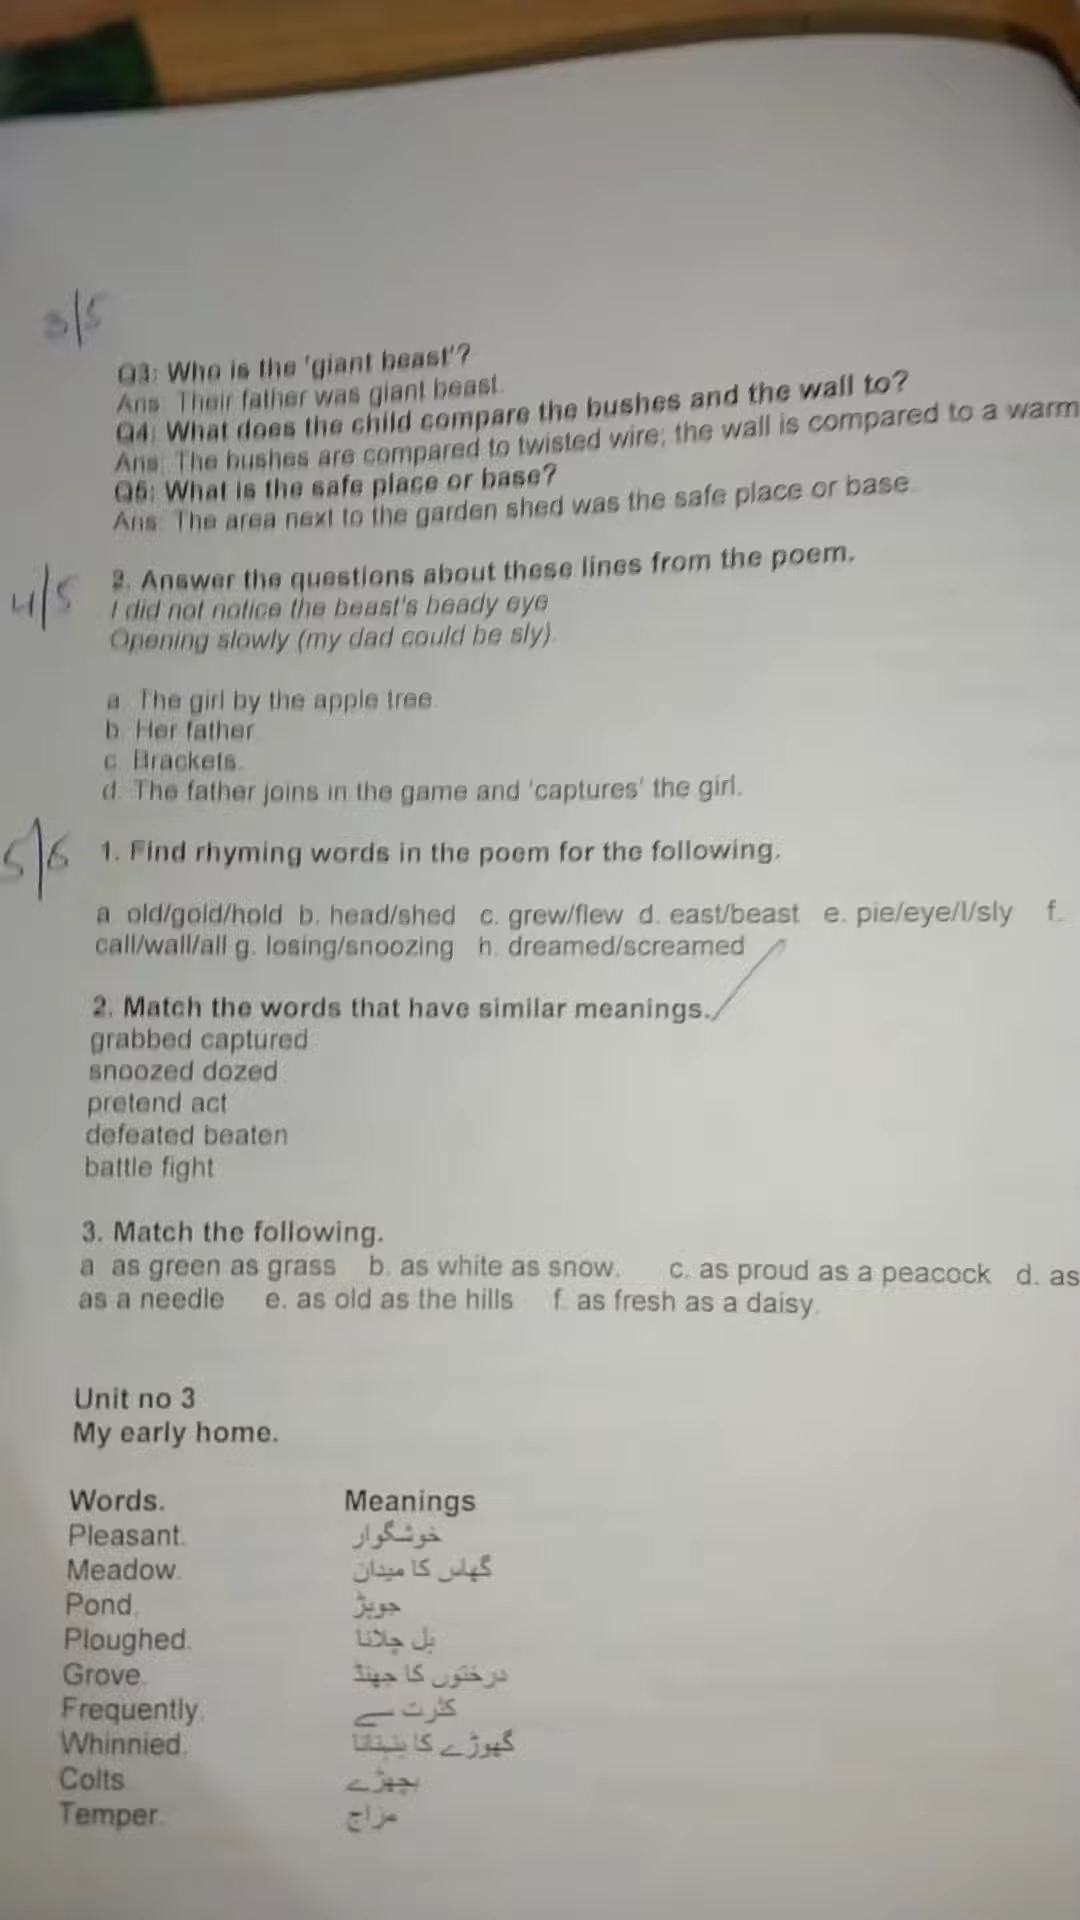 3/5
Q3: Who is the 'giant beast'?
Ans: Their father was giant beast.
Q4: What does the child compare the bushes and the wall to?
Ans: The bushes are compared to twisted wire; the wall is compared to a warm
Q5: What is the safe place or base?
Ans: The area next to the garden shed was the safe place or base.
4/5
2. Answer the questions about these lines from the poem.
I did not notice the beast's beady eye
Opening slowly (my dad could be sly).
a. The girl by the apple tree.
b. Her father
c. Brackets.
d. The father joins in the game and 'captures' the girl.
5/5
1. Find rhyming words in the poem for the following.
a. old/gold/hold b. head/shed c. grew/flew d. east/beast e. pie/eye/I/sly f.
call/wall/all g. losing/snoozing h. dreamed/screamed
2. Match the words that have similar meanings.
grabbed captured
snoozed dozed
pretend act
defeated beaten
battle fight
3. Match the following.
a. as green as grass b. as white as snow. c. as proud as a peacock d. as
as a needle e. as old as the hills f. as fresh as a daisy.
Unit no 3
My early home.
Words. Meanings
Pleasant. خوشگوار
Meadow. گھاس کا میدان
Pond. جوہڑ
Ploughed. ہل چلانا
Grove. درختوں کا جھنڈ
Frequently. کثرت سے
Whinnied. گھوڑے کا ہنہنانا
Colts. بچھڑے
Temper. مزاج